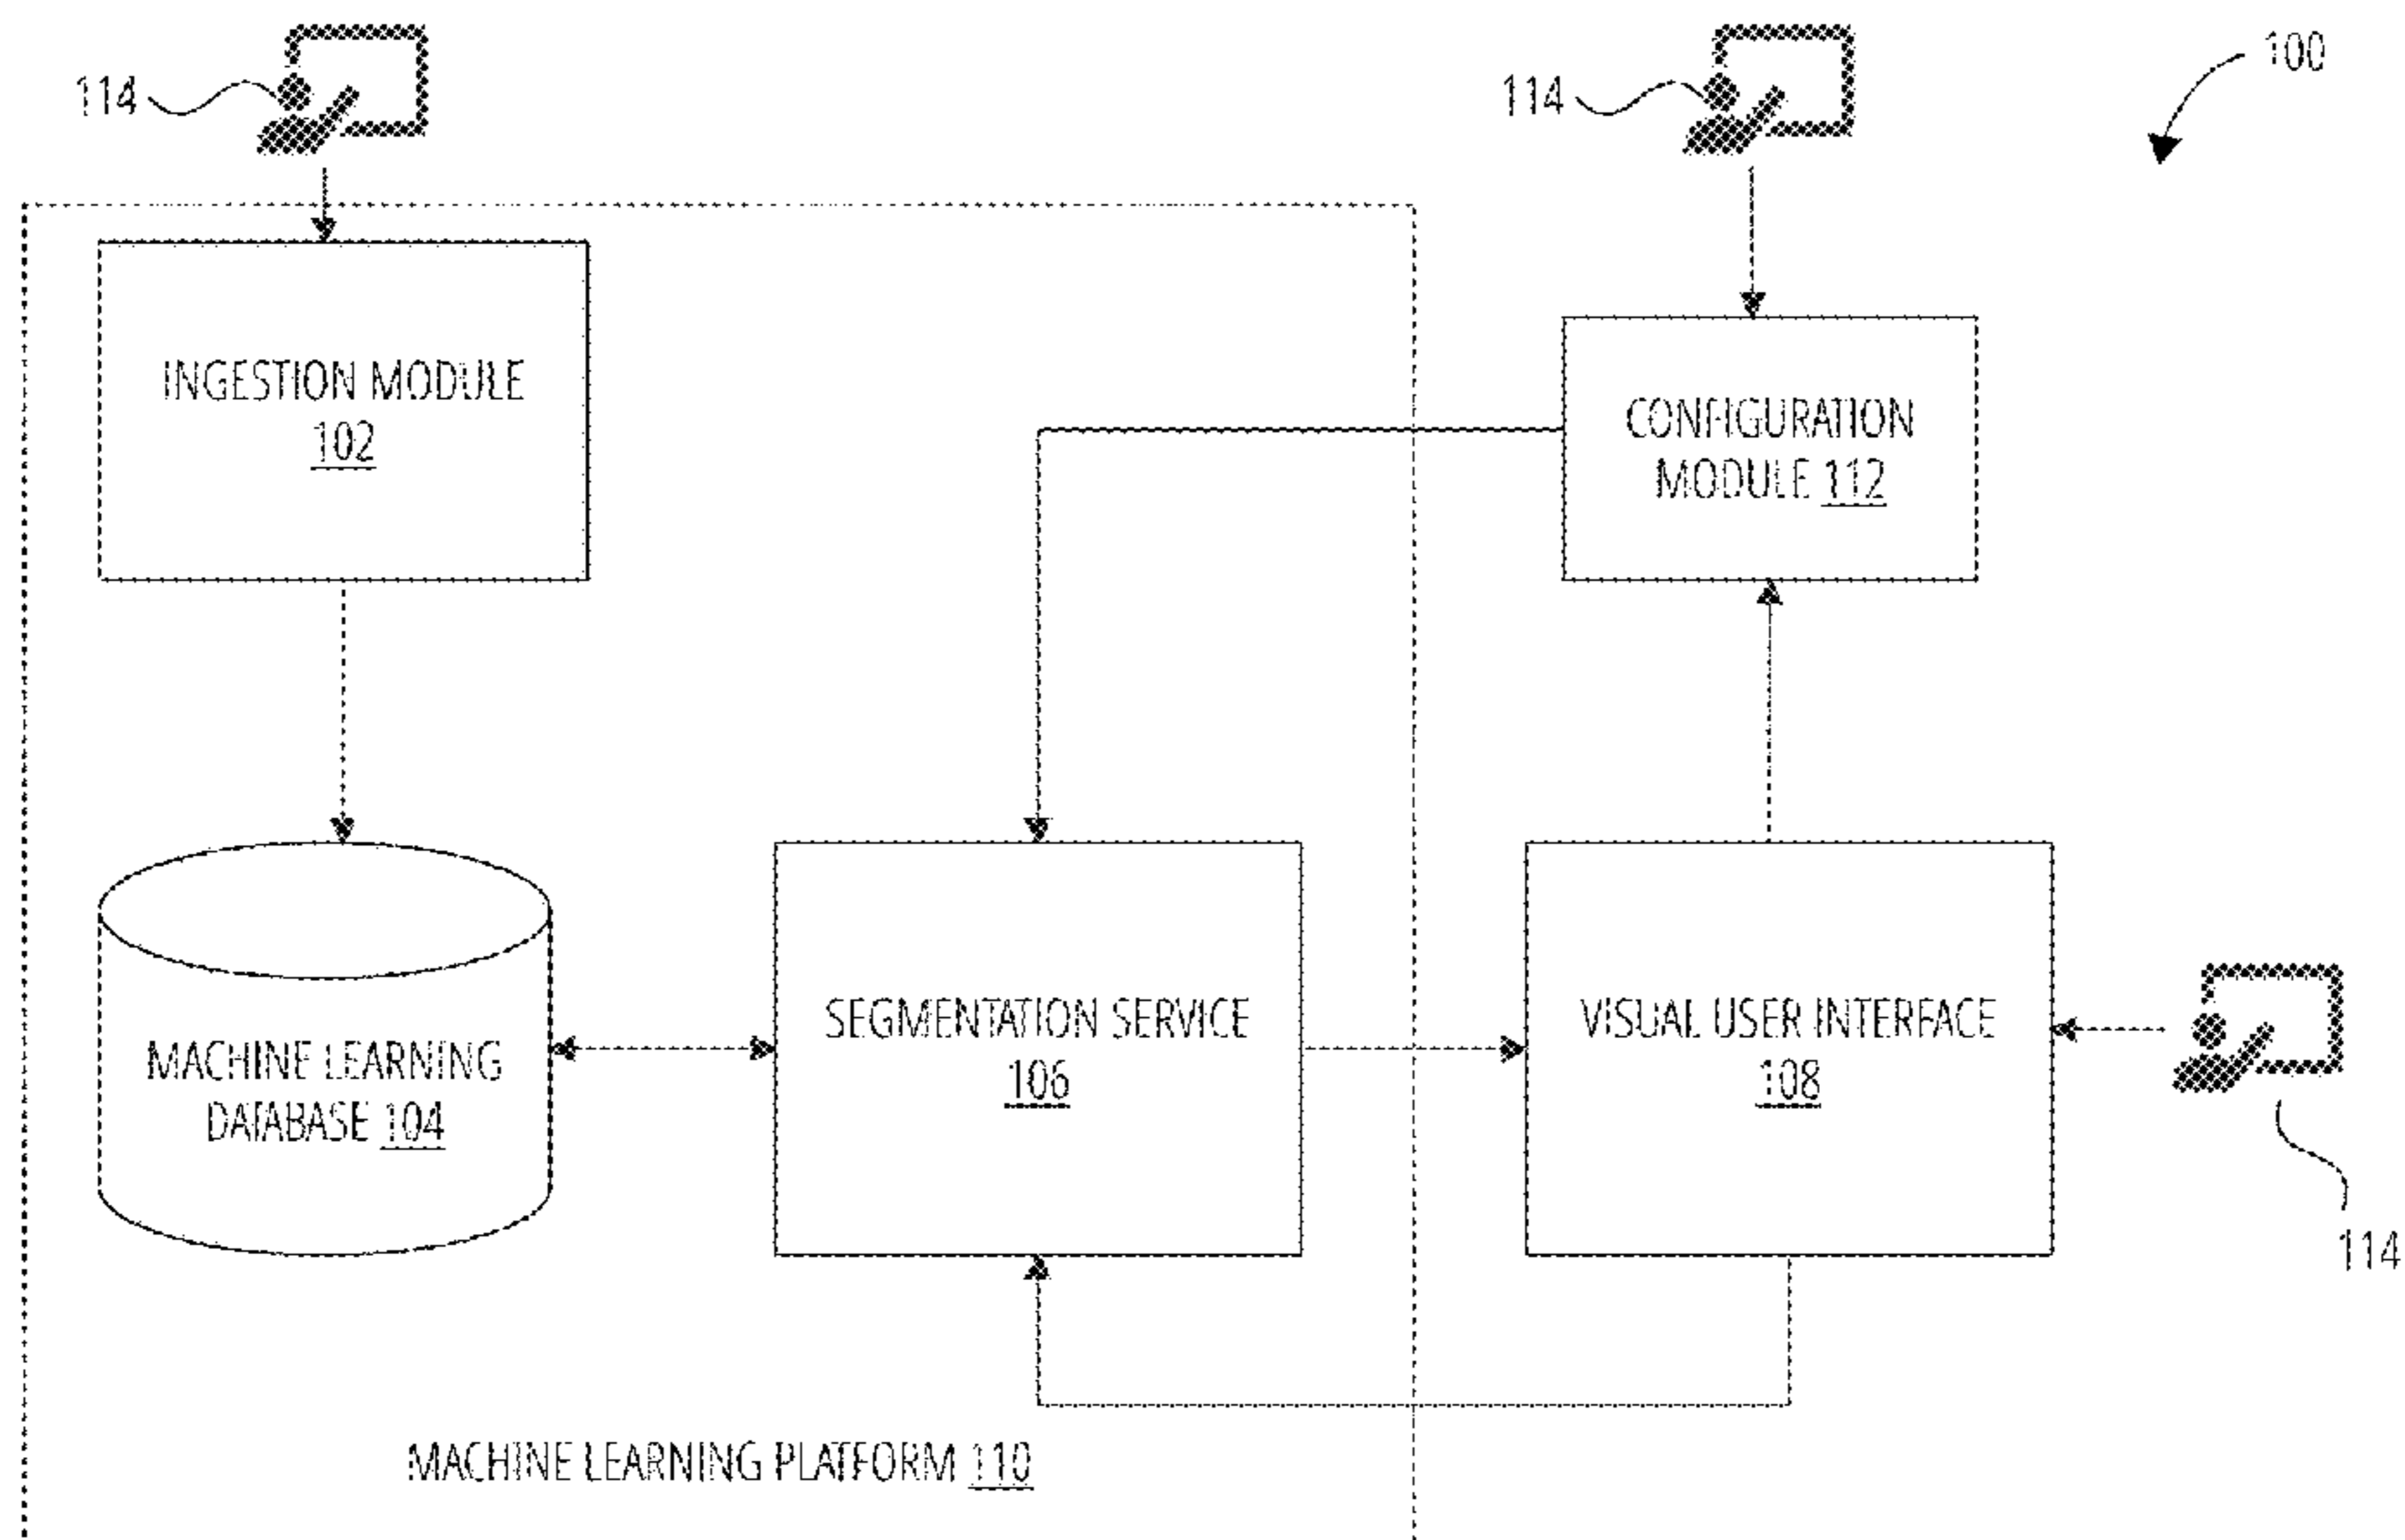 114
114
100
INGESTION MODULE
102
CONFIGURATION
MODULE 112
SEGMENTATION SERVICE
106
VISUAL USER INTERFACE
108
MACHINE LEARNING
DATABASE 104
114
MACHINE LEARNING PLATFORM 110